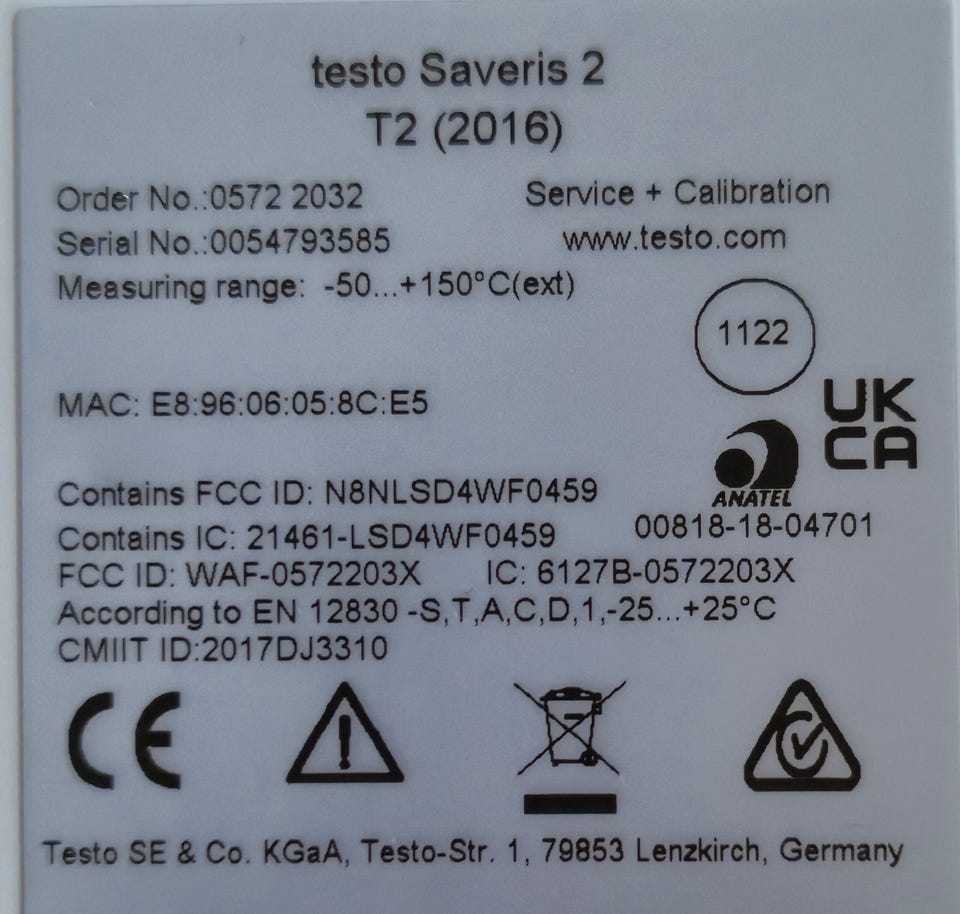 testo Saveris 2
T2 (2016)
Order No.:0572 2032
Service + Calibration
Serial No.:0054793585
www.testo.com
Measuring range: -50...+150°C(ext)
1122
MAC: E8:96:06:05:8C:E5
UK
CA
ANATEL
Contains FCC ID: N8NLSD4WF0459
Contains IC: 21461-LSD4WF0459
00818-18-04701
FCC ID: WAF-0572203X IC: 6127B-0572203X
According to EN 12830 -S,T,A,C,D,1,-25...+25°C
CMIIT ID:2017DJ3310
CE
Testo SE & Co. KGaA, Testo-Str. 1, 79853 Lenzkirch, Germany